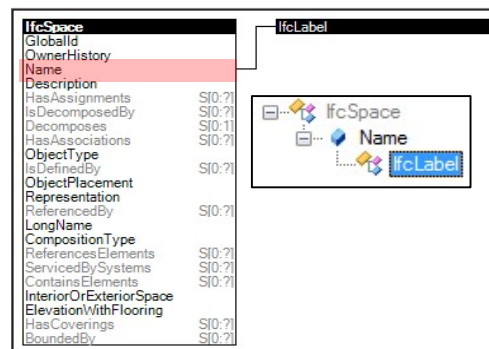 IfcSpace
GlobalId
OwnerHistory
Name
Description
HasAssignments S[0:?]
IsDecomposedBy S[0:?]
Decomposes S[0:1]
HasAssociations S[0:?]
ObjectType
IsDefinedBy S[0:?]
ObjectPlacement
Representation
ReferencedBy S[0:?]
LongName
CompositionType
ReferencesElements S[0:?]
ServicedBySystems S[0:?]
ContainsElements S[0:?]
InteriorOrExteriorSpace
ElevationWithFlooring
HasCoverings S[0:?]
BoundedBy S[0:?]
IfcLabel
IfcSpace
Name
IfcLabel